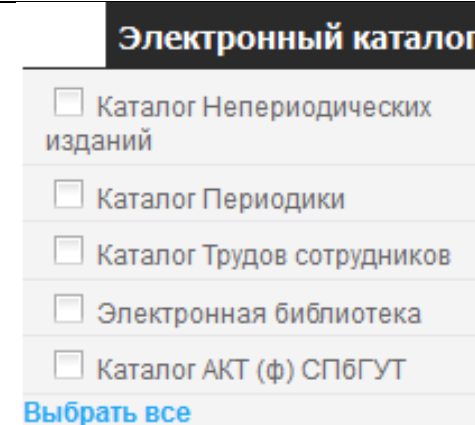 Электронный каталог
Каталог Непериодических
изданий
Каталог Периодики
Каталог Трудов сотрудников
Электронная библиотека
Каталог АКТ (ф) СПбГУТ
Выбрать все